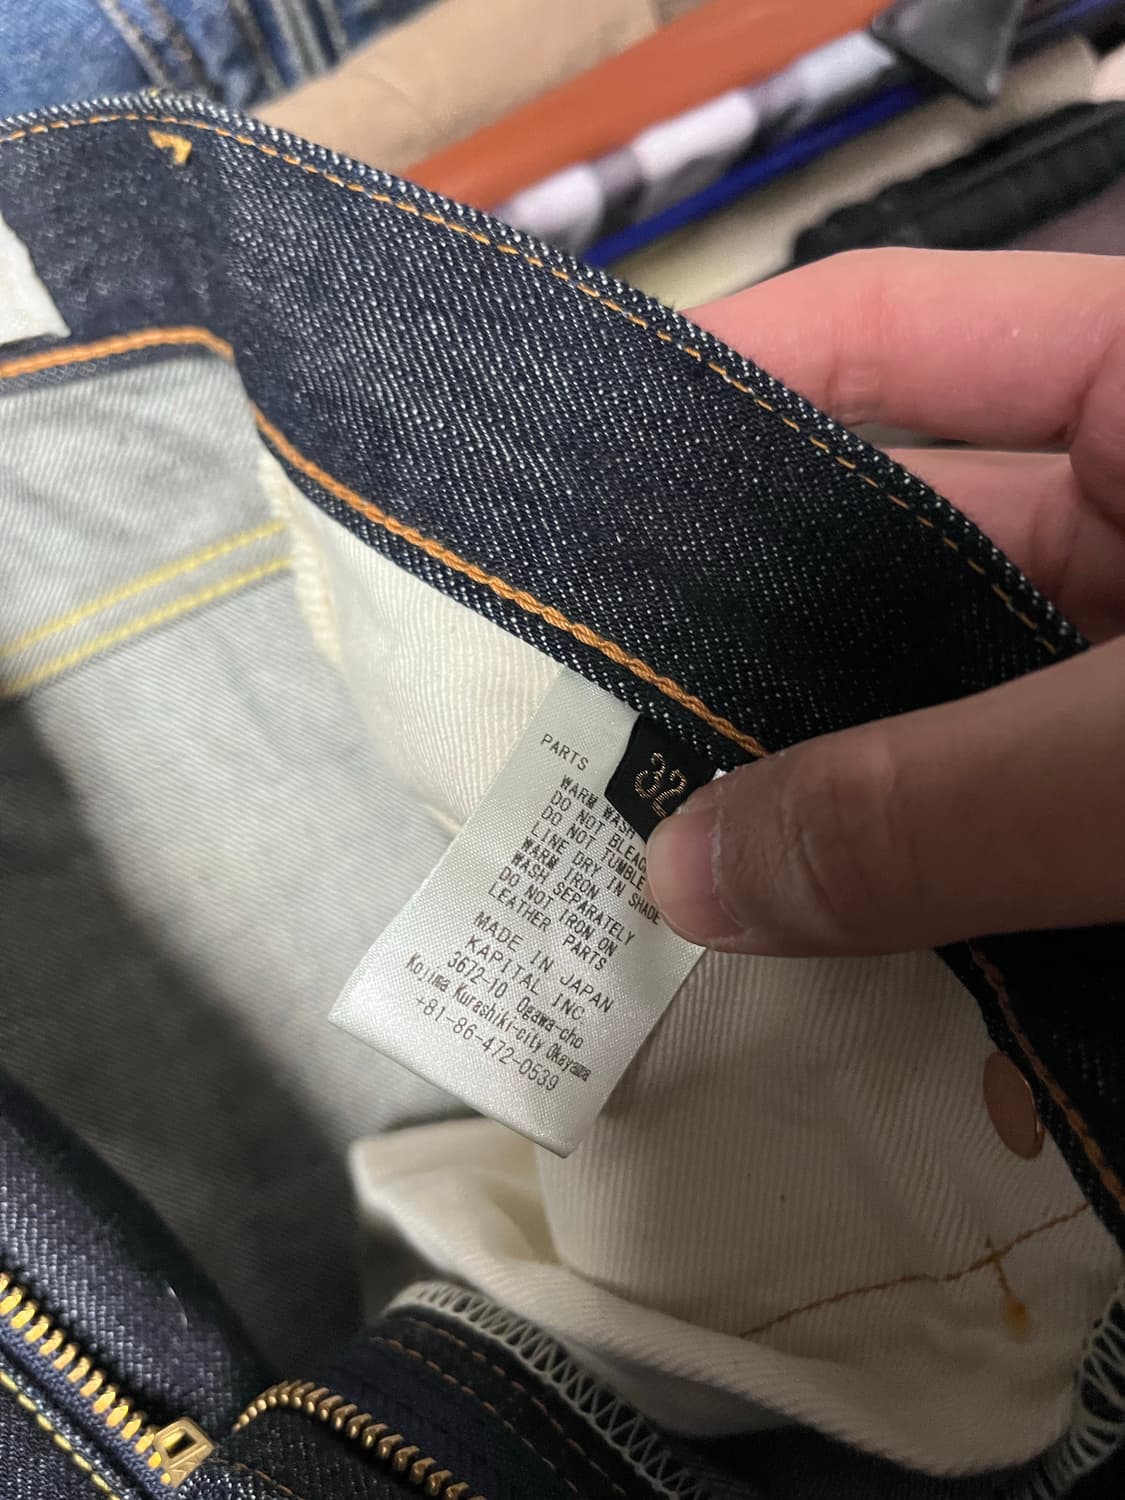 32
PARTS
WARM WASH
DO NOT BLEAC
DO NOT TUMBLE
LINE DRY IN SHADE
WARM IRON
WASH SEPARATELY
DO NOT IRON ON
LEATHER PARTS
MADE IN JAPAN
KAPITAL INC.
3672-10 Ogawa-cho
Kojima Kurashiki-city Okayama
+81-86-472-0539